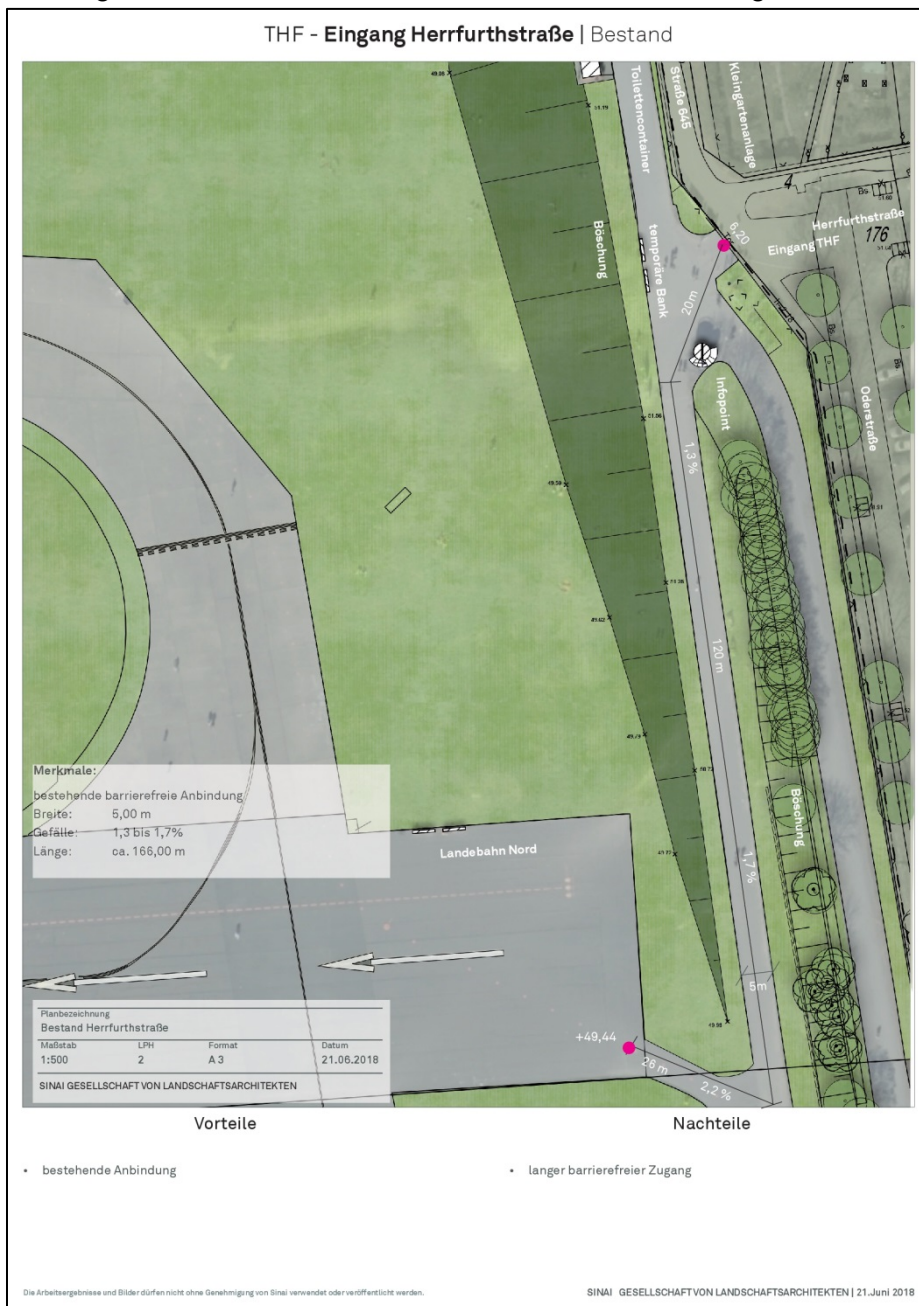 THF - Eingang Herrfurthstraße | Bestand
Toilettencontainer
Straße 645
Kleingartenanlage
4
Herrfurthstraße
Eingang THF
176
6,20
Böschung
temporäre Bank
20m
Infopoint
Oderstraße
1,3 %
120 m
Merkmale:
bestehende barrierefreie Anbindung
Breite: 5,00 m
Gefälle: 1,3 bis 1,7%
Länge: ca. 166,00 m
Landebahn Nord
Böschung
1,7 %
5m
+49,44
26 m
2,2 %
Planbezeichnung
Bestand Herrfurthstraße
Maßstab LPH Format Datum
1:500 2 A 3 21.06.2018
SINAI GESELLSCHAFT VON LANDSCHAFTSARCHITEKTEN
Vorteile
Nachteile
• bestehende Anbindung
• langer barrierefreier Zugang
Die Arbeitsergebnisse und Bilder dürfen nicht ohne Genehmigung von Sinai verwendet oder veröffentlicht werden.
SINAI GESELLSCHAFT VON LANDSCHAFTSARCHITEKTEN | 21.Juni 2018